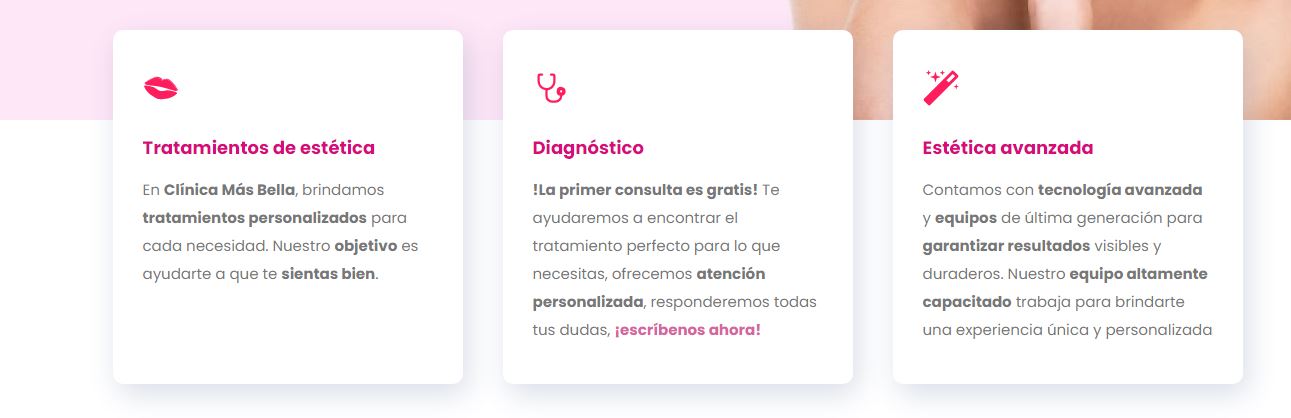 Tratamientos de estética
En Clínica Más Bella, brindamos
tratamientos personalizados para
cada necesidad. Nuestro objetivo es
ayudarte a que te sientas bien.
Diagnóstico
!La primer consulta es gratis! Te
ayudaremos a encontrar el
tratamiento perfecto para lo que
necesitas, ofrecemos atención
personalizada, responderemos todas
tus dudas, ¡escríbenos ahora!
Estética avanzada
Contamos con tecnología avanzada
y equipos de última generación para
garantizar resultados visibles y
duraderos. Nuestro equipo altamente
capacitado trabaja para brindarte
una experiencia única y personalizada